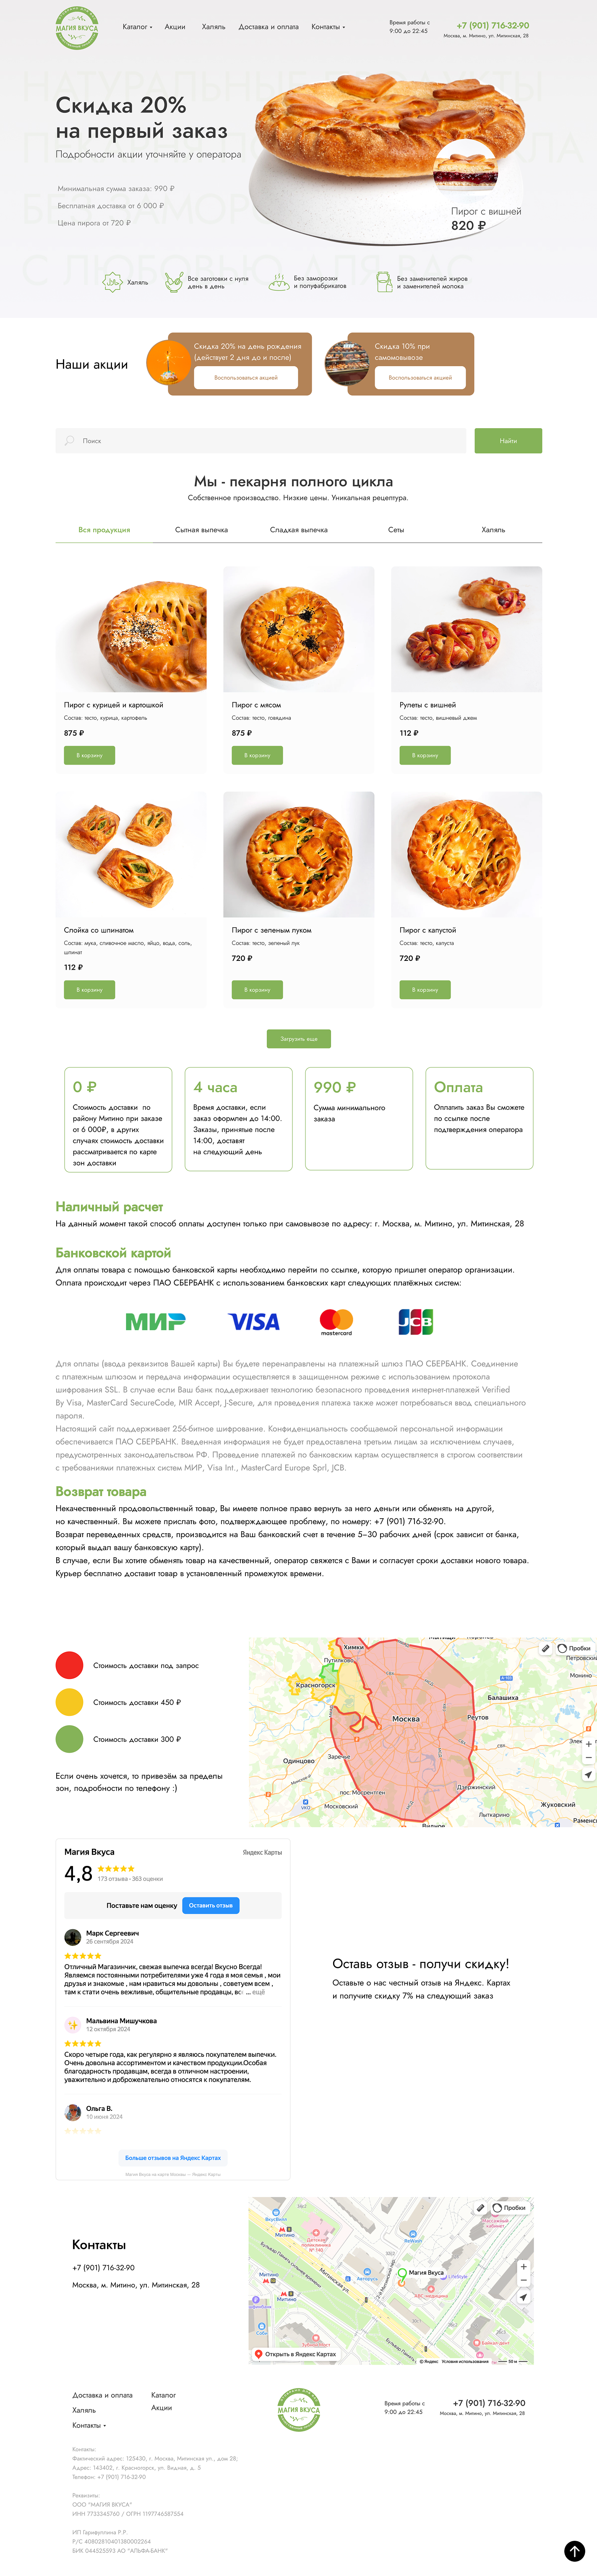 МАГИЯ ВКУСА
Каталог
Акции
Халяль
Доставка и оплата
Контакты
Время работы с
9:00 до 22:45
+7 (901) 716-32-90
Москва, м. Митино, ул. Митинская, 28
Скидка 20%
на первый заказ
Подробности акции уточняйте у оператора
Минимальная сумма заказа: 990 ₽
Бесплатная доставка от 6 000 ₽
Цена пирога от 720 ₽
Пирог с вишней
820 ₽
Халяль
Все заготовки с нуля
день в день
Без заморозки
и полуфабрикатов
Без заменителей жиров
и заменителей молока
Наши акции
Скидка 20% на день рождения
(действует 2 дня до и после)
Воспользоваться акцией
Скидка 10% при
самомовывозе
Воспользоваться акцией
Поиск
Найти
Мы - пекарня полного цикла
Собственное производство. Низкие цены. Уникальная рецептура.
Вся продукция
Сытная выпечка
Сладкая выпечка
Сеты
Халяль
Пирог с курицей и картошкой
Состав: тесто, курица, картофель
875 ₽
В корзину
Пирог с мясом
Состав: тесто, говядина
875 ₽
В корзину
Рулеты с вишней
Состав: тесто, вишневый джем
112 ₽
В корзину
Слойка со шпинатом
Состав: мука, сливочное масло, яйцо, вода, соль,
шпинат
112 ₽
В корзину
Пирог с зеленым луком
Состав: тесто, зеленый лук
720 ₽
В корзину
Пирог с капустой
Состав: тесто, капуста
720 ₽
В корзину
Загрузить еще
0 ₽
Стоимость доставки по
району Митино при заказе
от 6 000₽, в других
случаях стоимость доставки
рассматривается по карте
зон доставки
4 часа
Время доставки, если
заказ оформлен до 14:00.
Заказы, принятые после
14:00, доставят
на следующий день
990 ₽
Сумма минимального
заказа
Оплата
Оплатить заказ Вы сможете
по ссылке после
подтверждения оператора
Наличный расчет
На данный момент такой способ оплаты доступен только при самовывозе по адресу: г. Москва, м. Митино, ул. Митинская, 28
Банковской картой
Для оплаты товара с помощью банковской карты необходимо перейти по ссылке, которую пришлет оператор организации.
Оплата происходит через ПАО СБЕРБАНК с использованием банковских карт следующих платёжных систем:
МИР
VISA
mastercard
JCB
Для оплаты (ввода реквизитов Вашей карты) Вы будете перенаправлены на платежный шлюз ПАО СБЕРБАНК. Соединение
с платежным шлюзом и передача информации осуществляется в защищенном режиме с использованием протокола
шифрования SSL. В случае если Ваш банк поддерживает технологию безопасного проведения интернет-платежей Verified
By Visa, MasterCard SecureCode, MIR Accept, J-Secure, для проведения платежа также может потребоваться ввод специального
пароля.
Настоящий сайт поддерживает 256-битное шифрование. Конфиденциальность сообщаемой персональной информации
обеспечивается ПАО СБЕРБАНК. Введенная информация не будет предоставлена третьим лицам за исключением случаев,
предусмотренных законодательством РФ. Проведение платежей по банковским картам осуществляется в строгом соответствии
с требованиями платежных систем МИР, Visa Int., MasterCard Europe Sprl, JCB.
Возврат товара
Некачественный продовольственный товар, Вы имеете полное право вернуть за него деньги или обменять на другой,
но качественный. Вы можете прислать фото, подтверждающее проблему, по номеру: +7 (901) 716-32-90.
Возврат переведенных средств, производится на Ваш банковский счет в течение 5–30 рабочих дней (срок зависит от банка,
который выдал вашу банковскую карту).
В случае, если Вы хотите обменять товар на качественный, оператор свяжется с Вами и согласует сроки доставки нового товара.
Курьер бесплатно доставит товар в установленный промежуток времени.
Стоимость доставки под запрос
Стоимость доставки 450 ₽
Стоимость доставки 300 ₽
Если очень хочется, то привезём за пределы
зон, подробности по телефону :)
Химки
Путилково
Красногорск
Москва
Балашиха
Реутов
Одинцово
Заречье
пос. Мосрентген
Московский
Дзержинский
Лыткарино
Жуковский
Видное
Монино
Пробки
Магия Вкуса
Яндекс Карты
4,8
173 отзыва • 363 оценки
Поставьте нам оценку
Оставить отзыв
Марк Сергеевич
26 сентября 2024
Отличный Магазинчик, свежая выпечка всегда! Вкусно Всегда!
Являемся постоянными потребителями уже 4 года я моя семья , мои
друзья и знакомые , нам нравиться мы довольны , советуем всем ,
там к стати очень вежливые, общительные продавцы, вс... ещё
Мальвина Мишучкова
12 октября 2024
Скоро четыре года, как регулярно я являюсь покупателем выпечки.
Очень довольна ассортиментом и качеством продукции.Особая
благодарность продавцам, всегда в отличном настроении,
уважительно и доброжелательно относятся к покупателям.
Ольга В.
10 июня 2024
Больше отзывов на Яндекс Картах
Магия Вкуса на карте Москвы — Яндекс Карты
Оставь отзыв - получи скидку!
Оставьте о нас честный отзыв на Яндекс. Картах
и получите скидку 7% на следующий заказ
Контакты
+7 (901) 716-32-90
Москва, м. Митино, ул. Митинская, 28
Пробки
ВкусВилл
Митино
Магия Вкуса
Митинская ул.
Открыть в Яндекс Картах
© Яндекс Условия использования
Доставка и оплата
Халяль
Контакты
Каталог
Акции
МАГИЯ ВКУСА
Время работы с
9:00 до 22:45
+7 (901) 716-32-90
Москва, м. Митино, ул. Митинская, 28
Контакты:
Фактический адрес: 125430, г. Москва, Митинская ул., дом 28;
Адрес: 143402, г. Красногорск, ул. Видная, д. 5
Телефон: +7 (901) 716-32-90
Реквизиты:
ООО "МАГИЯ ВКУСА"
ИНН 7733345760 / ОГРН 1197746587554
ИП Гарифуллина Р.Р.
Р/С 40802810401380002264
БИК 044525593 АО "АЛЬФА-БАНК"